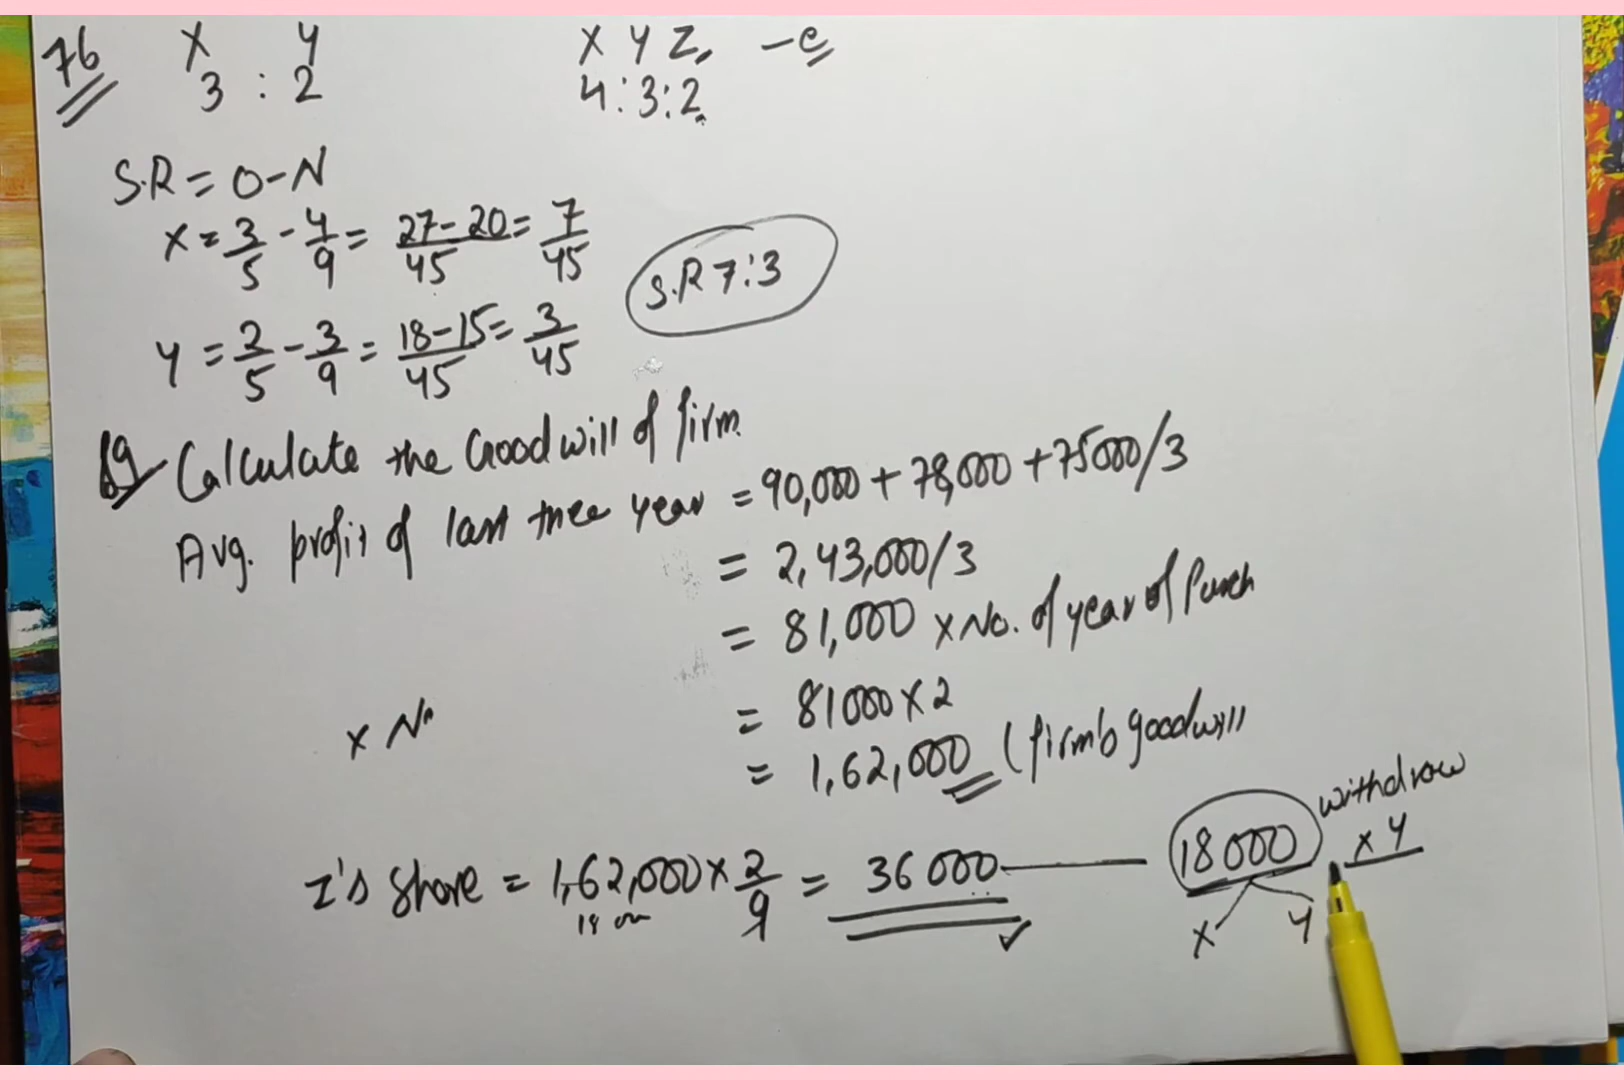 76 X Y X Y Z, - e
3 : 2 4:3:2
S.R = O-N
X = 3/5 - 4/9 = 27-20/45 = 7/45
S.R 7:3
Y = 2/5 - 3/9 = 18-15/45 = 3/45
Calculate the Goodwill of firm
Avg. profit of last three year = 90,000 + 78,000 + 75000/3
= 2,43,000/3
= 81,000 x No. of year of Purch
x N
= 81000 x 2
= 1,62,000 (firm's goodwill
Z's Share = 1,62,000 x 2/9 = 36000 18000 withdrow
X Y
18
X Y